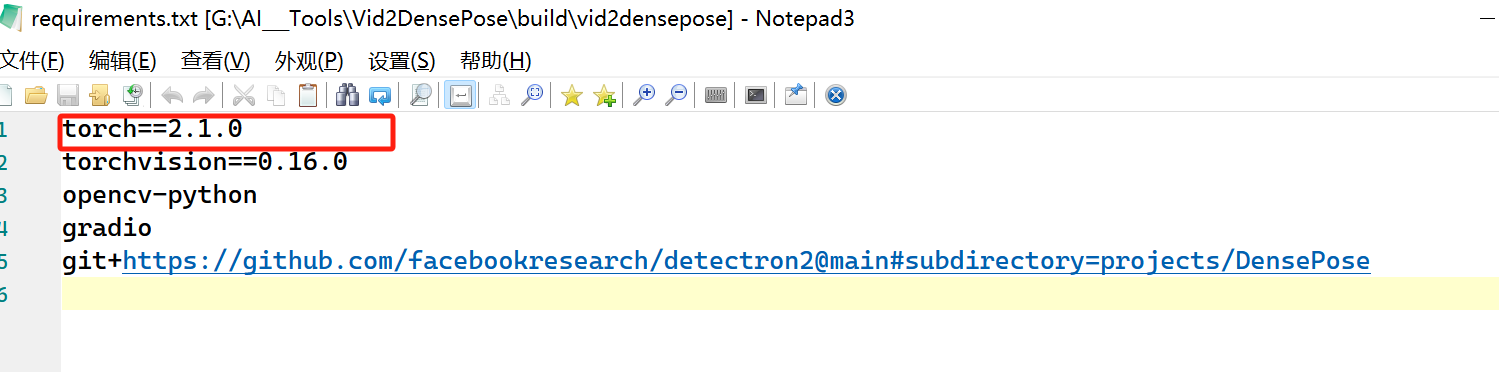 requirements.txt [G:\AI__Tools\Vid2DensePose\build\vid2densepose] - Notepad3
文件(F) 编辑(E) 查看(V) 外观(P) 设置(S) 帮助(H)
1 torch==2.1.0
2 torchvision==0.16.0
3 opencv-python
4 gradio
5 git+https://github.com/facebookresearch/detectron2@main#subdirectory=projects/DensePose
6